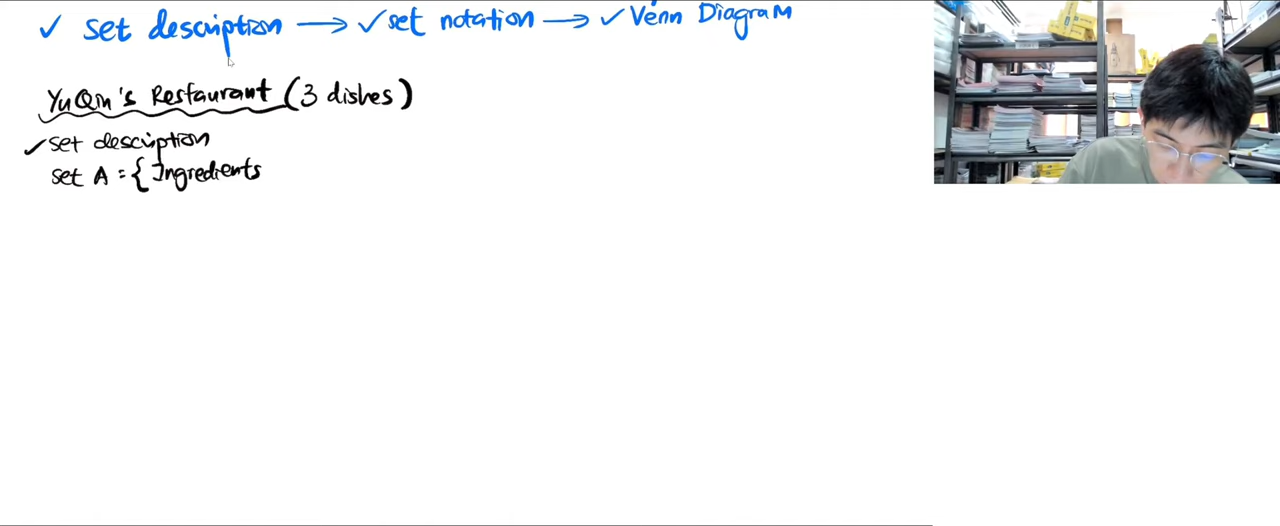 ✓ set description → ✓ set notation → ✓ Venn Diagram
YuQin's Restaurant (3 dishes)
✓ set description
set A = { Ingredients